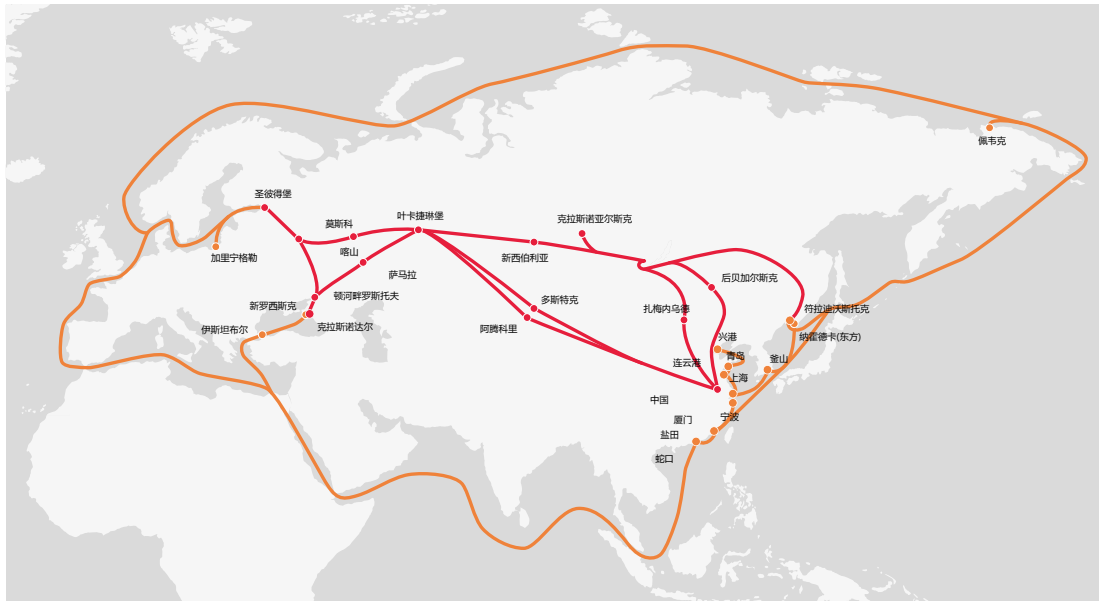 佩韦克
圣彼得堡
莫斯科
叶卡捷琳堡
克拉斯诺亚尔斯克
加里宁格勒
喀山
新西伯利亚
萨马拉
后贝加尔斯克
新罗西斯克
顿河畔罗斯托夫
多斯特克
扎梅内乌德
符拉迪沃斯托克
伊斯坦布尔
克拉斯诺达尔
阿腾科里
兴港
纳霍德卡(东方)
青岛
连云港
釜山
上海
中国
宁波
厦门
盐田
蛇口